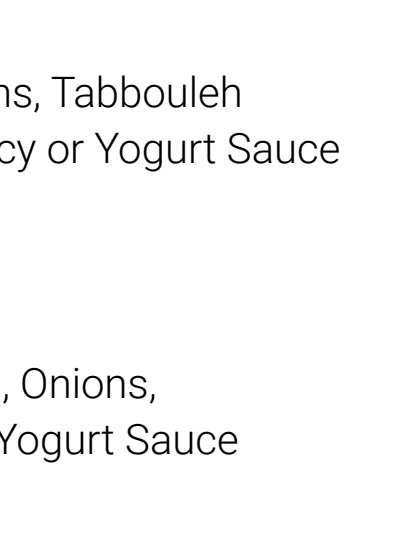 ns, Tabbouleh
cy or Yogurt Sauce
, Onions,
Yogurt Sauce